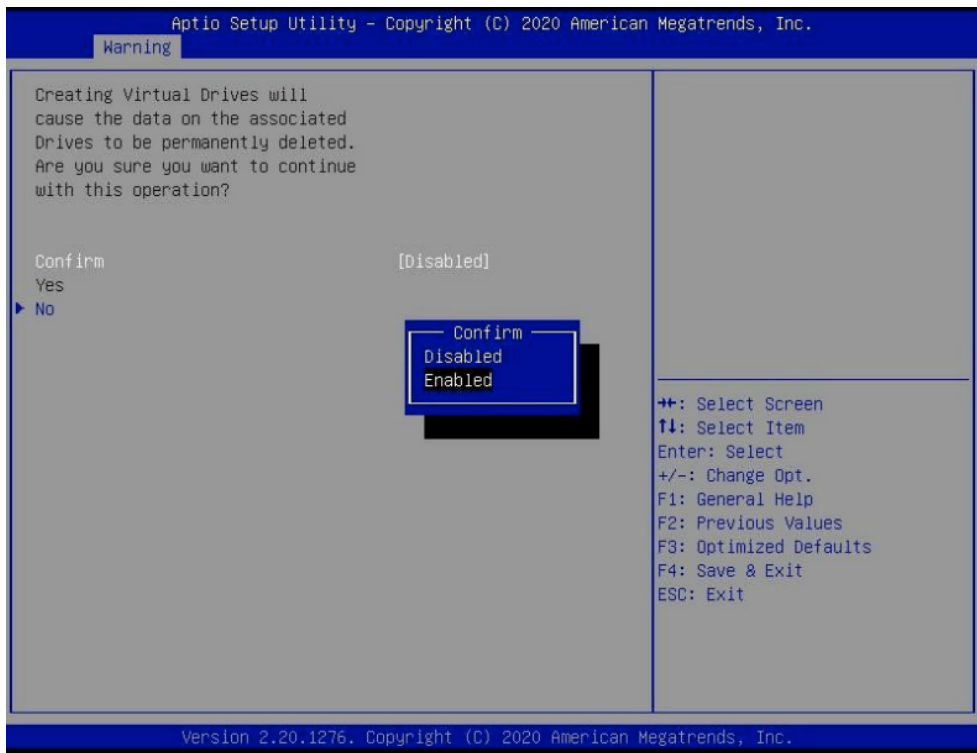 Aptio Setup Utility - Copyright (C) 2020 American Megatrends, Inc.
Warning
Creating Virtual Drives will
cause the data on the associated
Drives to be permanently deleted.
Are you sure you want to continue
with this operation?
Confirm [Disabled]
Yes
No
Confirm
Disabled
Enabled
→←: Select Screen
↑↓: Select Item
Enter: Select
+/-: Change Opt.
F1: General Help
F2: Previous Values
F3: Optimized Defaults
F4: Save & Exit
ESC: Exit
Version 2.20.1276. Copyright (C) 2020 American Megatrends, Inc.